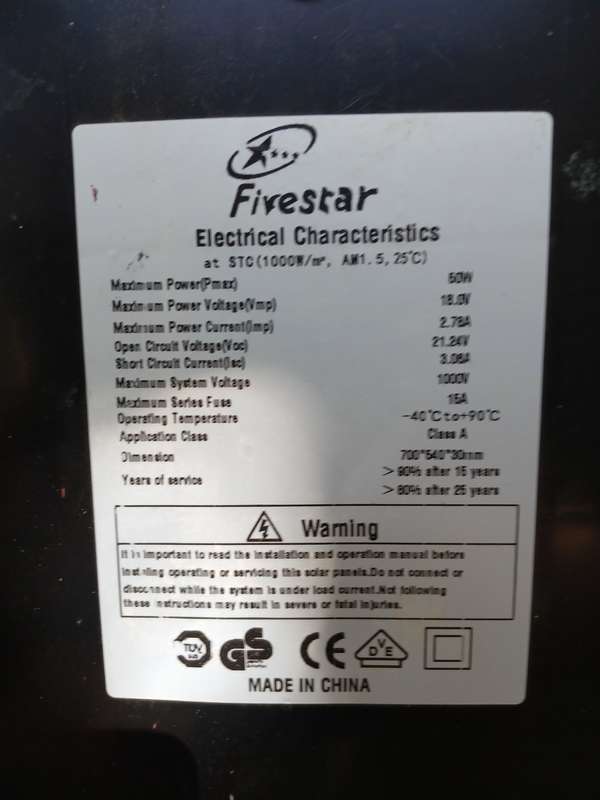 Fivestar
Electrical Characteristics
at STC(1000W/m², AM1.5, 25℃)
Maximum Power(Pmax) 50W
Maximum Power Voltage(Vmp) 18.0V
Maximum Power Current(Imp) 2.78A
Open Circuit Voltage(Voc) 21.24V
Short Circuit Current(Isc) 3.08A
Maximum System Voltage 1000V
Maximum Series Fuse 15A
Operating Temperature -40℃to+90℃
Application Class Class A
Dimension 700*540*30mm
Years of service >90% after 15 years
>80% after 25 years
Warning
It is important to read the installation and operation manual before
installing operating or servicing this solar panels.Do not connect or
disconnect while the system is under load current.Not following
these instructions may result in severe or fatal injuries.
TUV GS CE VDE
MADE IN CHINA